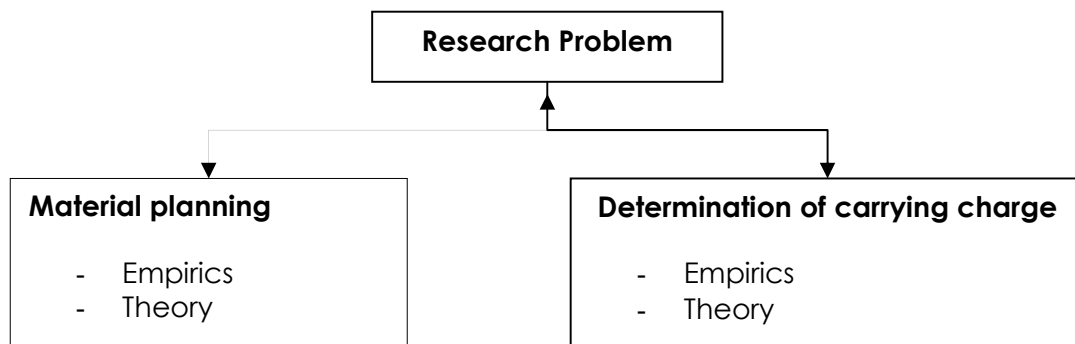 Research Problem
Material planning
- Empirics
- Theory
Determination of carrying charge
- Empirics
- Theory